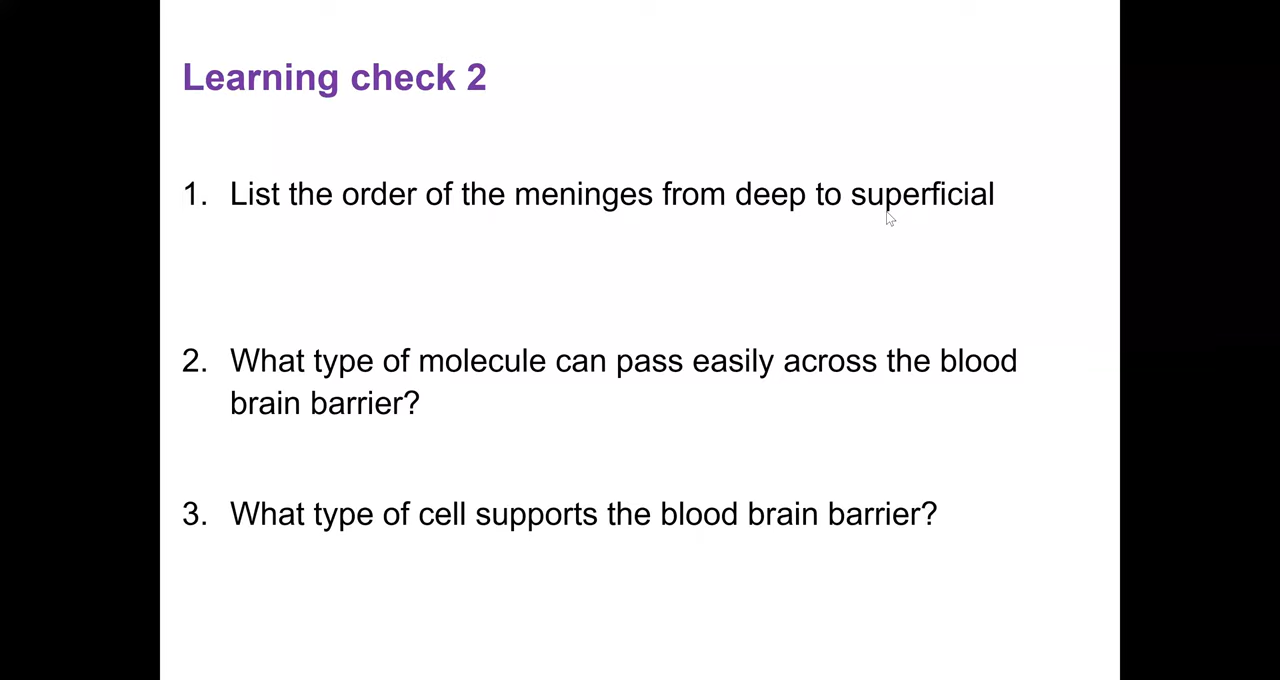 Learning check 2
1. List the order of the meninges from deep to superficial
2. What type of molecule can pass easily across the blood
brain barrier?
3. What type of cell supports the blood brain barrier?